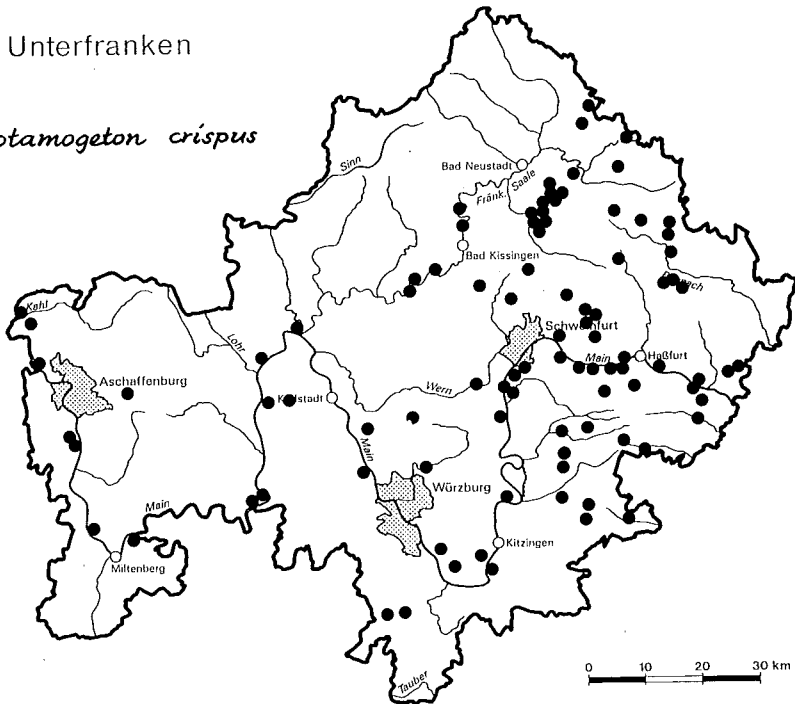 Unterfranken
otamogeton crispus
Sinn
Bad Neustadt
Fränk. Saale
Bad Kissingen
Kahl
Lohr
Schweinfurt
Main
Haßfurt
Aschaffenburg
Karlstadt
Wern
Main
Würzburg
Main
Kitzingen
Miltenberg
Tauber
0 10 20 30 km